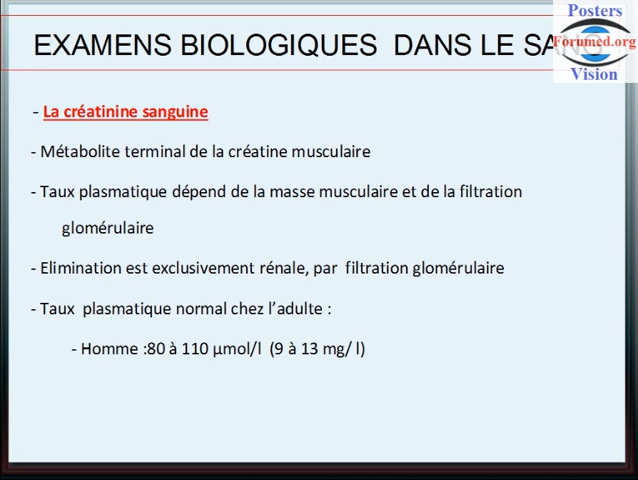 Posters
EXAMENS BIOLOGIQUES DANS LE SANG
Forumed.org
Vision
- La créatinine sanguine
- Métabolite terminal de la créatine musculaire
- Taux plasmatique dépend de la masse musculaire et de la filtration
glomérulaire
- Elimination est exclusivement rénale, par filtration glomérulaire
- Taux plasmatique normal chez l’adulte :
- Homme :80 à 110 µmol/l (9 à 13 mg/ l)